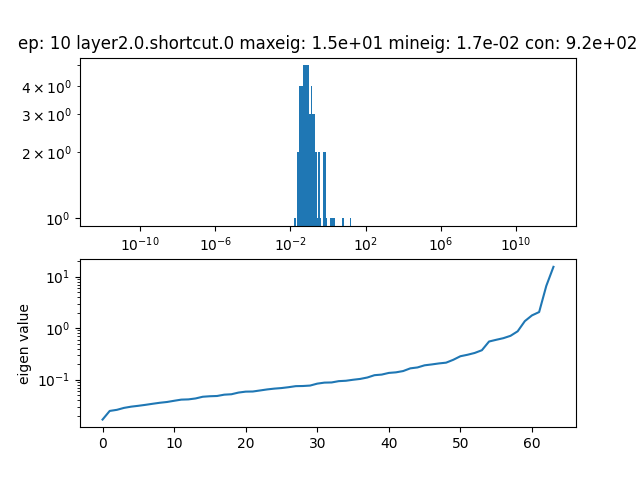 ep: 10 layer2.0.shortcut.0 maxeig: 1.5e+01 mineig: 1.7e-02 con: 9.2e+02
4 × 10⁰
3 × 10⁰
2 × 10⁰
10⁰
10⁻¹⁰ 10⁻⁶ 10⁻² 10² 10⁶ 10¹⁰
eigen value
10¹
10⁰
10⁻¹
0 10 20 30 40 50 60